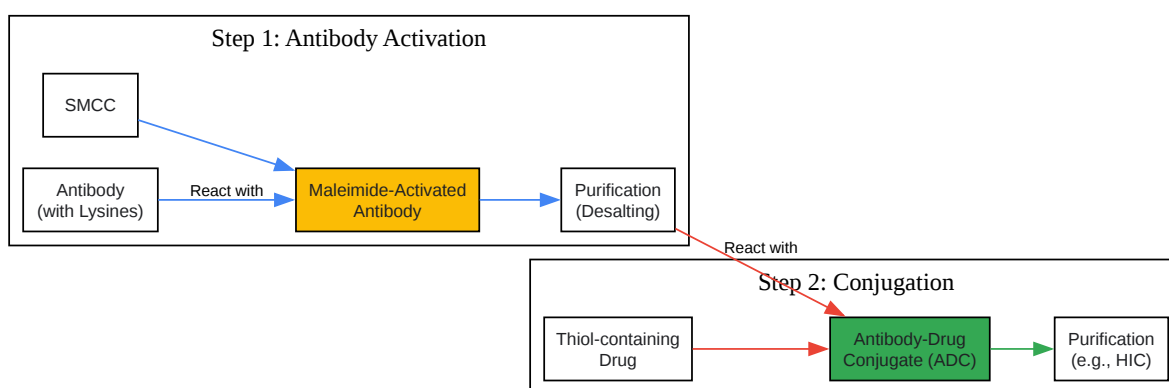 Step 1: Antibody Activation
SMCC
Antibody
(with Lysines)
React with
Maleimide-Activated
Antibody
Purification
(Desalting)
React with
Step 2: Conjugation
Thiol-containing
Drug
Antibody-Drug
Conjugate (ADC)
Purification
(e.g., HIC)